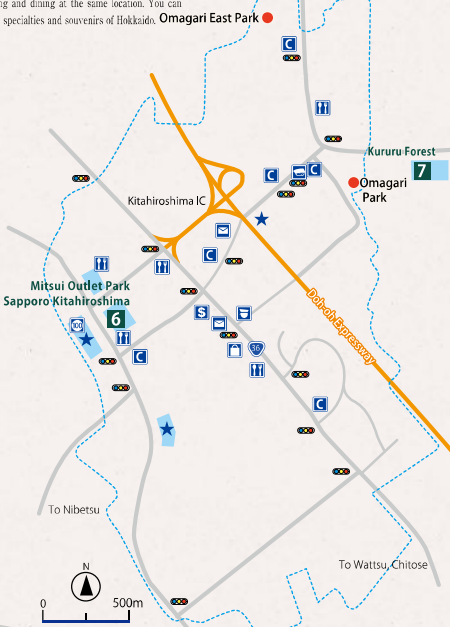 ng and dining at the same location. You can
specialties and souvenirs of Hokkaido.
Omagari East Park
C
Kururu Forest
7
C
C
Omagari
Park
Kitahiroshima IC
C
Mitsui Outlet Park
Sapporo Kitahiroshima
6
Doh-oh Expressway
$
100
36
C
C
To Nibetsu
To Wattsu, Chitose
N
0 500m